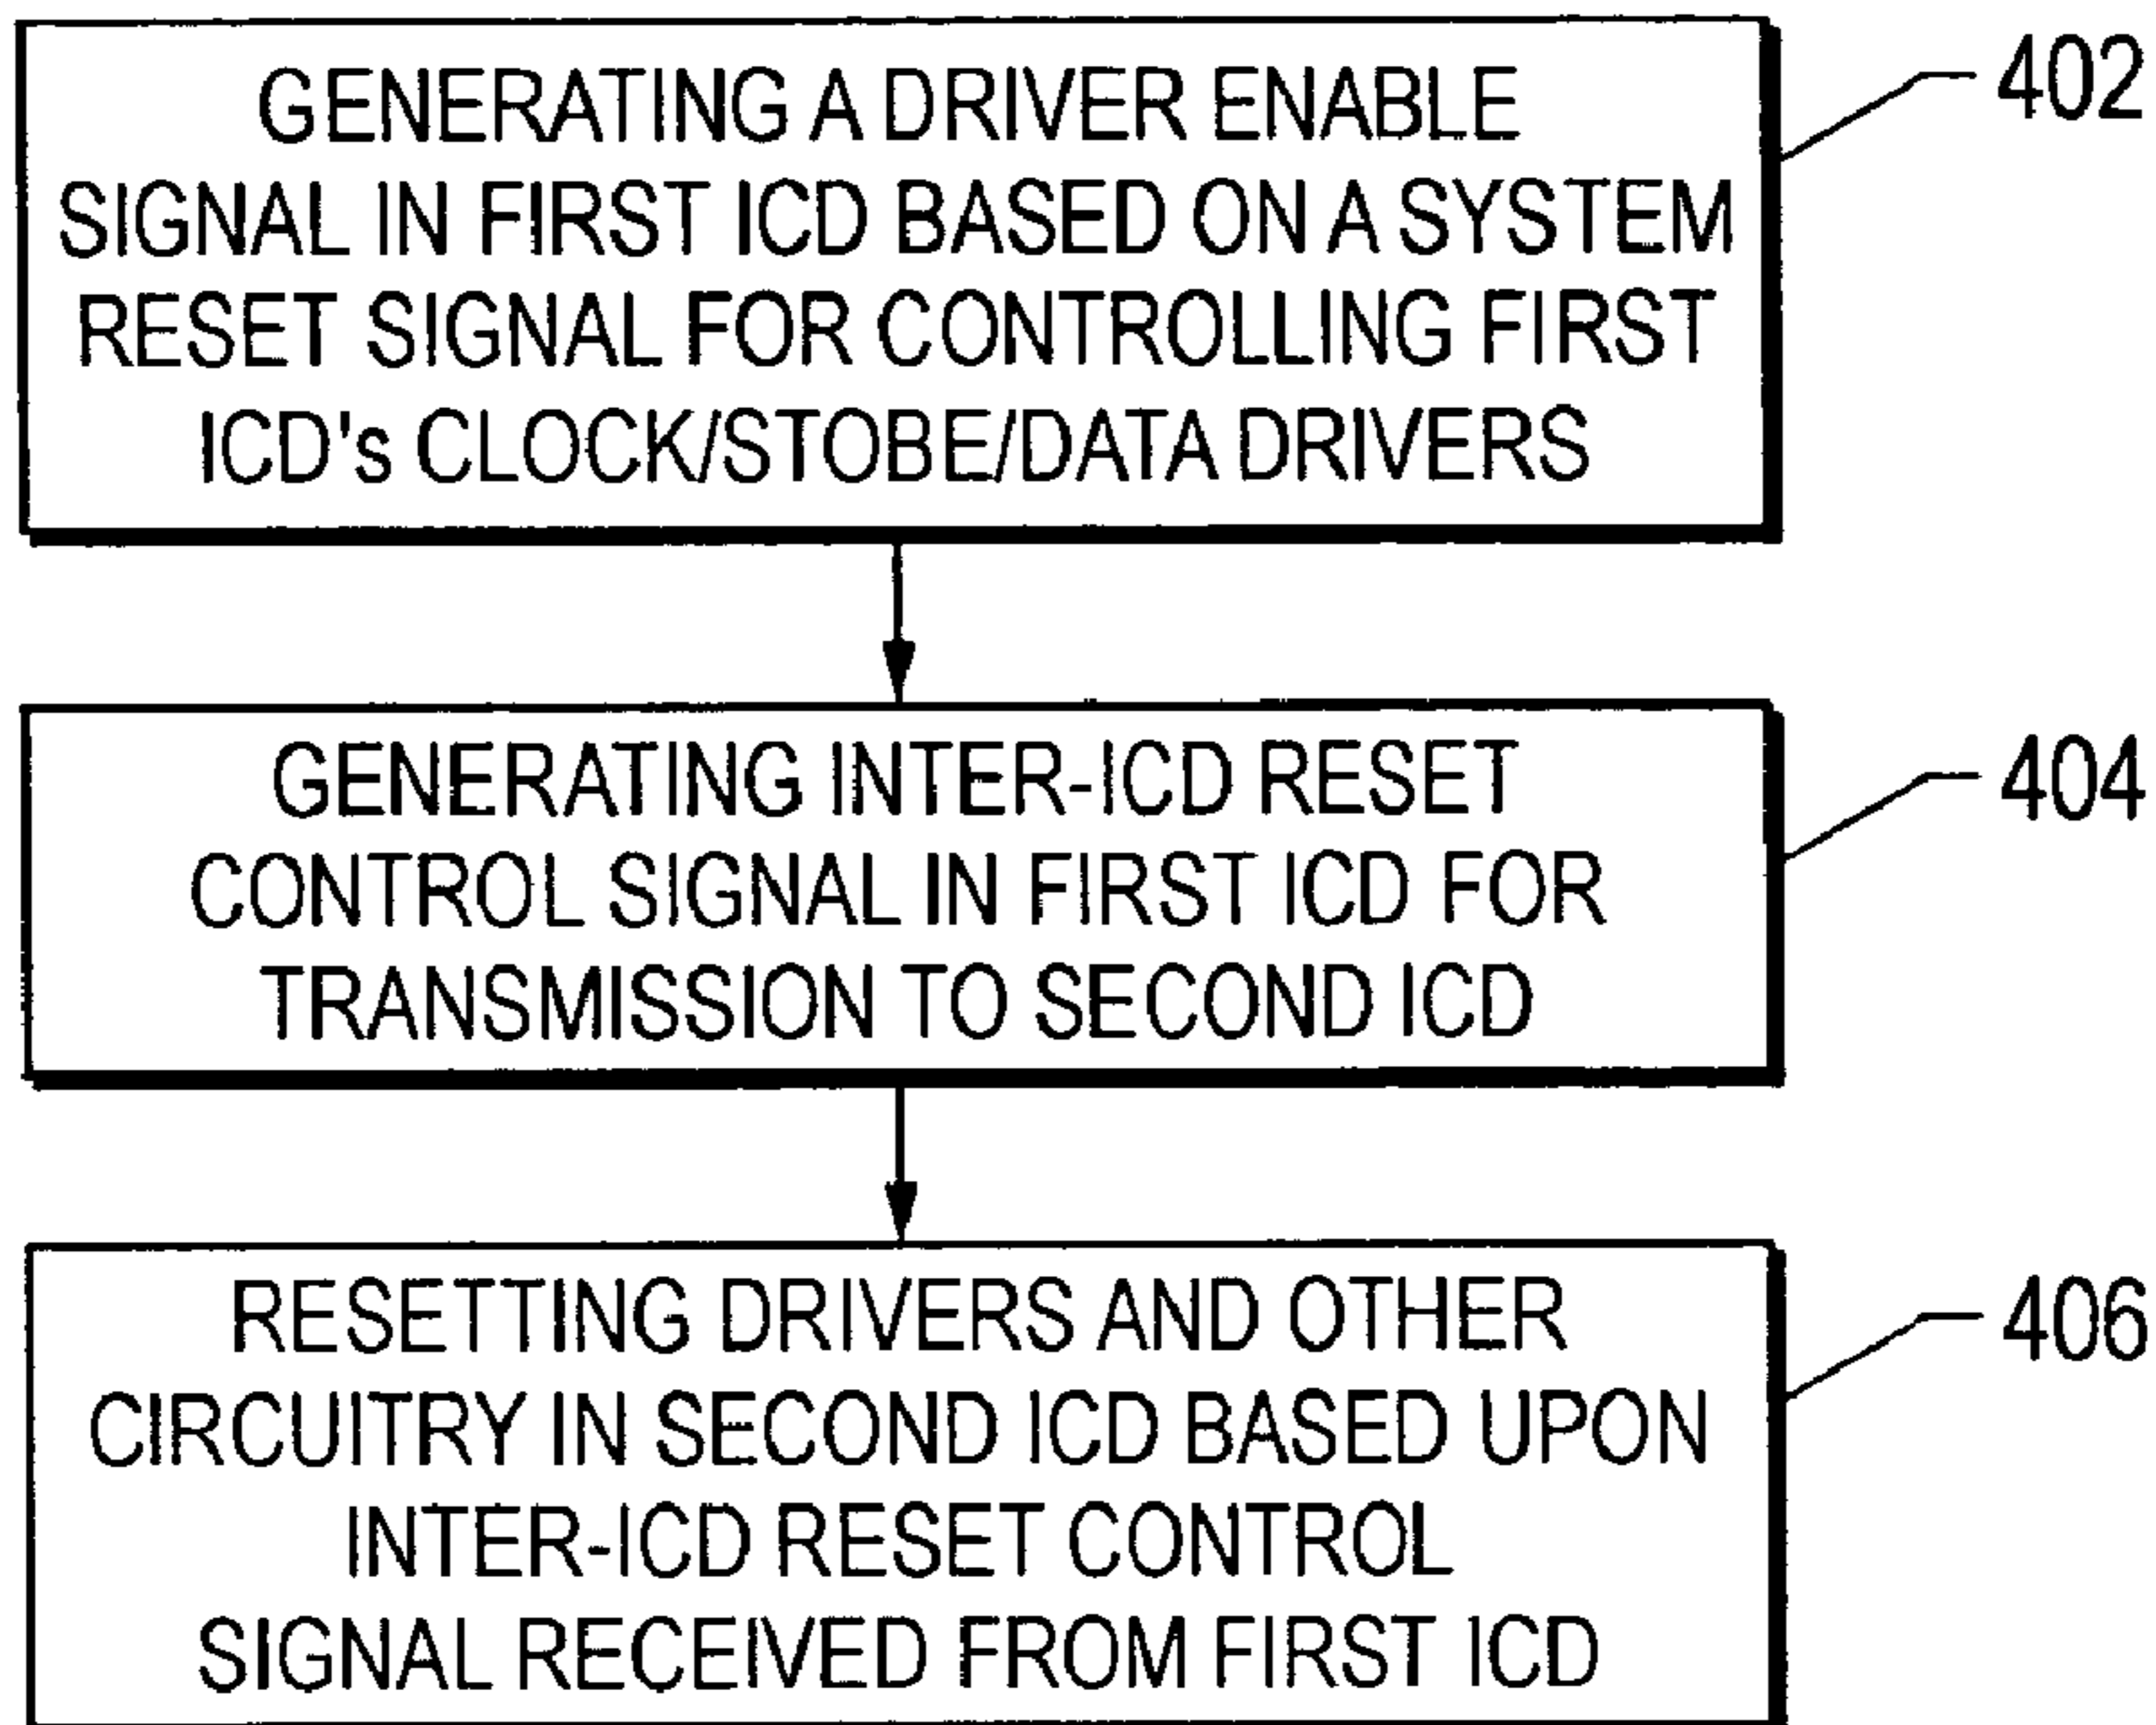 GENERATING A DRIVER ENABLE
SIGNAL IN FIRST ICD BASED ON A SYSTEM
RESET SIGNAL FOR CONTROLLING FIRST
ICD's CLOCK/STOBE/DATA DRIVERS
402
GENERATING INTER-ICD RESET
CONTROL SIGNAL IN FIRST ICD FOR
TRANSMISSION TO SECOND ICD
404
RESETTING DRIVERS AND OTHER
CIRCUITRY IN SECOND ICD BASED UPON
INTER-ICD RESET CONTROL
SIGNAL RECEIVED FROM FIRST ICD
406